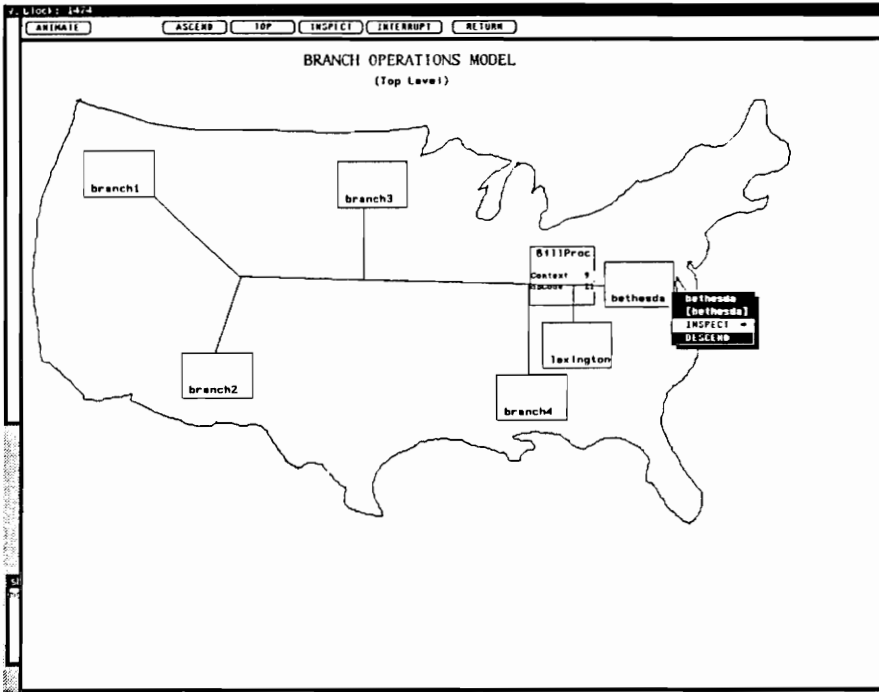 Clock: 1474
ANIMATE ASCEND TOP INSPECT INTERRUPT RETURN
BRANCH OPERATIONS MODEL
(Top Level)
branch1
branch3
BillProc
Context 9
bethesda
bethesda
[bethesda]
INSPECT
DESCEND
lexington
branch2
branch4